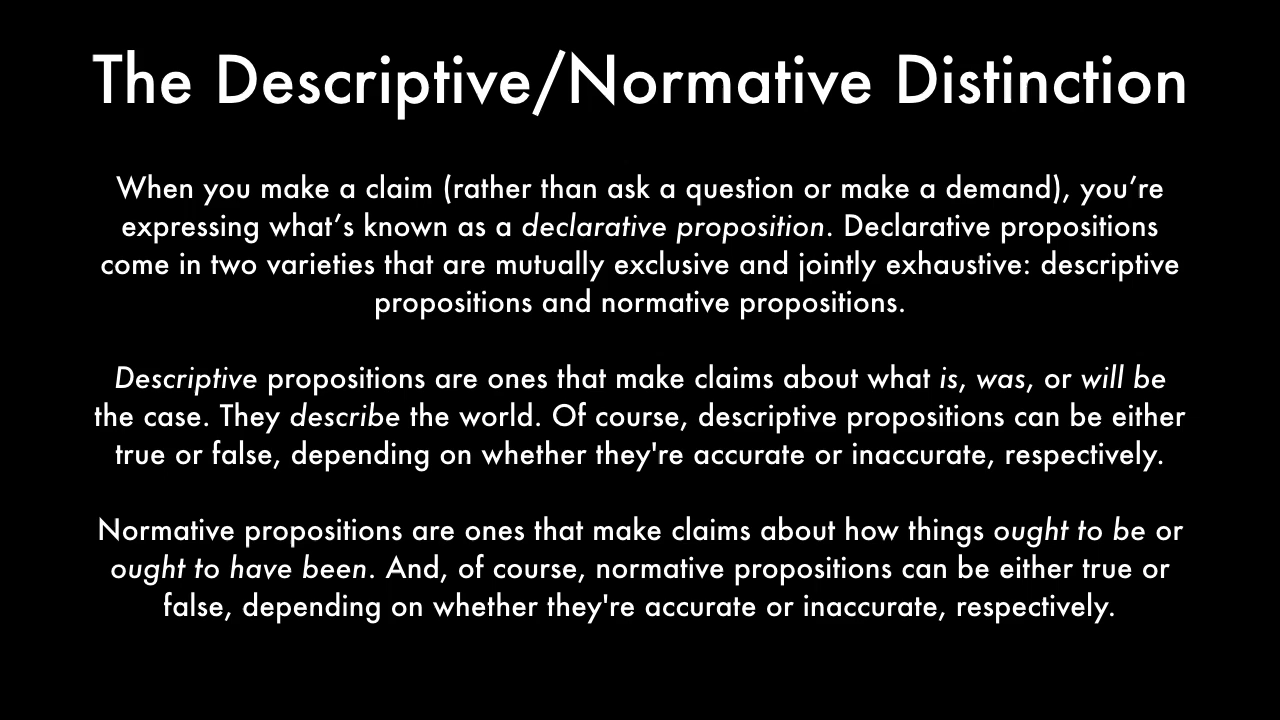 The Descriptive/Normative Distinction
When you make a claim (rather than ask a question or make a demand), you’re
expressing what’s known as a declarative proposition. Declarative propositions
come in two varieties that are mutually exclusive and jointly exhaustive: descriptive
propositions and normative propositions.
Descriptive propositions are ones that make claims about what is, was, or will be
the case. They describe the world. Of course, descriptive propositions can be either
true or false, depending on whether they're accurate or inaccurate, respectively.
Normative propositions are ones that make claims about how things ought to be or
ought to have been. And, of course, normative propositions can be either true or
false, depending on whether they're accurate or inaccurate, respectively.